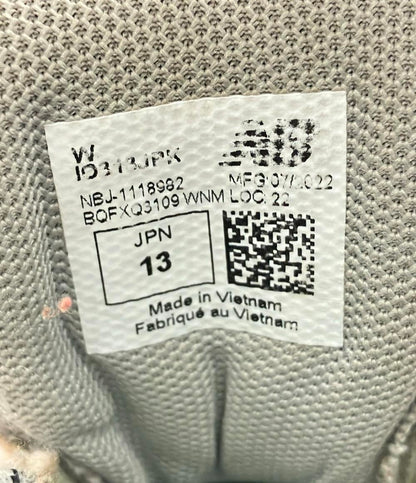 W
IO313JPK
NBJ-1118982 MFG 07/2022
BQFXQ3109 WNM LOC: 22
JPN
13
Made in Vietnam
Fabriqué au Vietnam